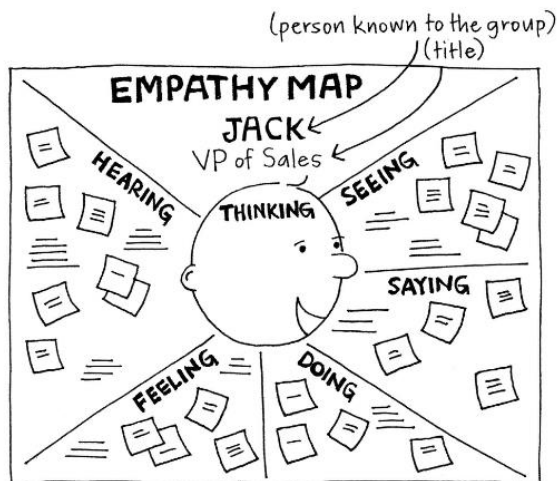 (person known to the group)
(title)
EMPATHY MAP
JACK
VP of Sales
HEARING
THINKING
SEEING
SAYING
FEELING
DOING